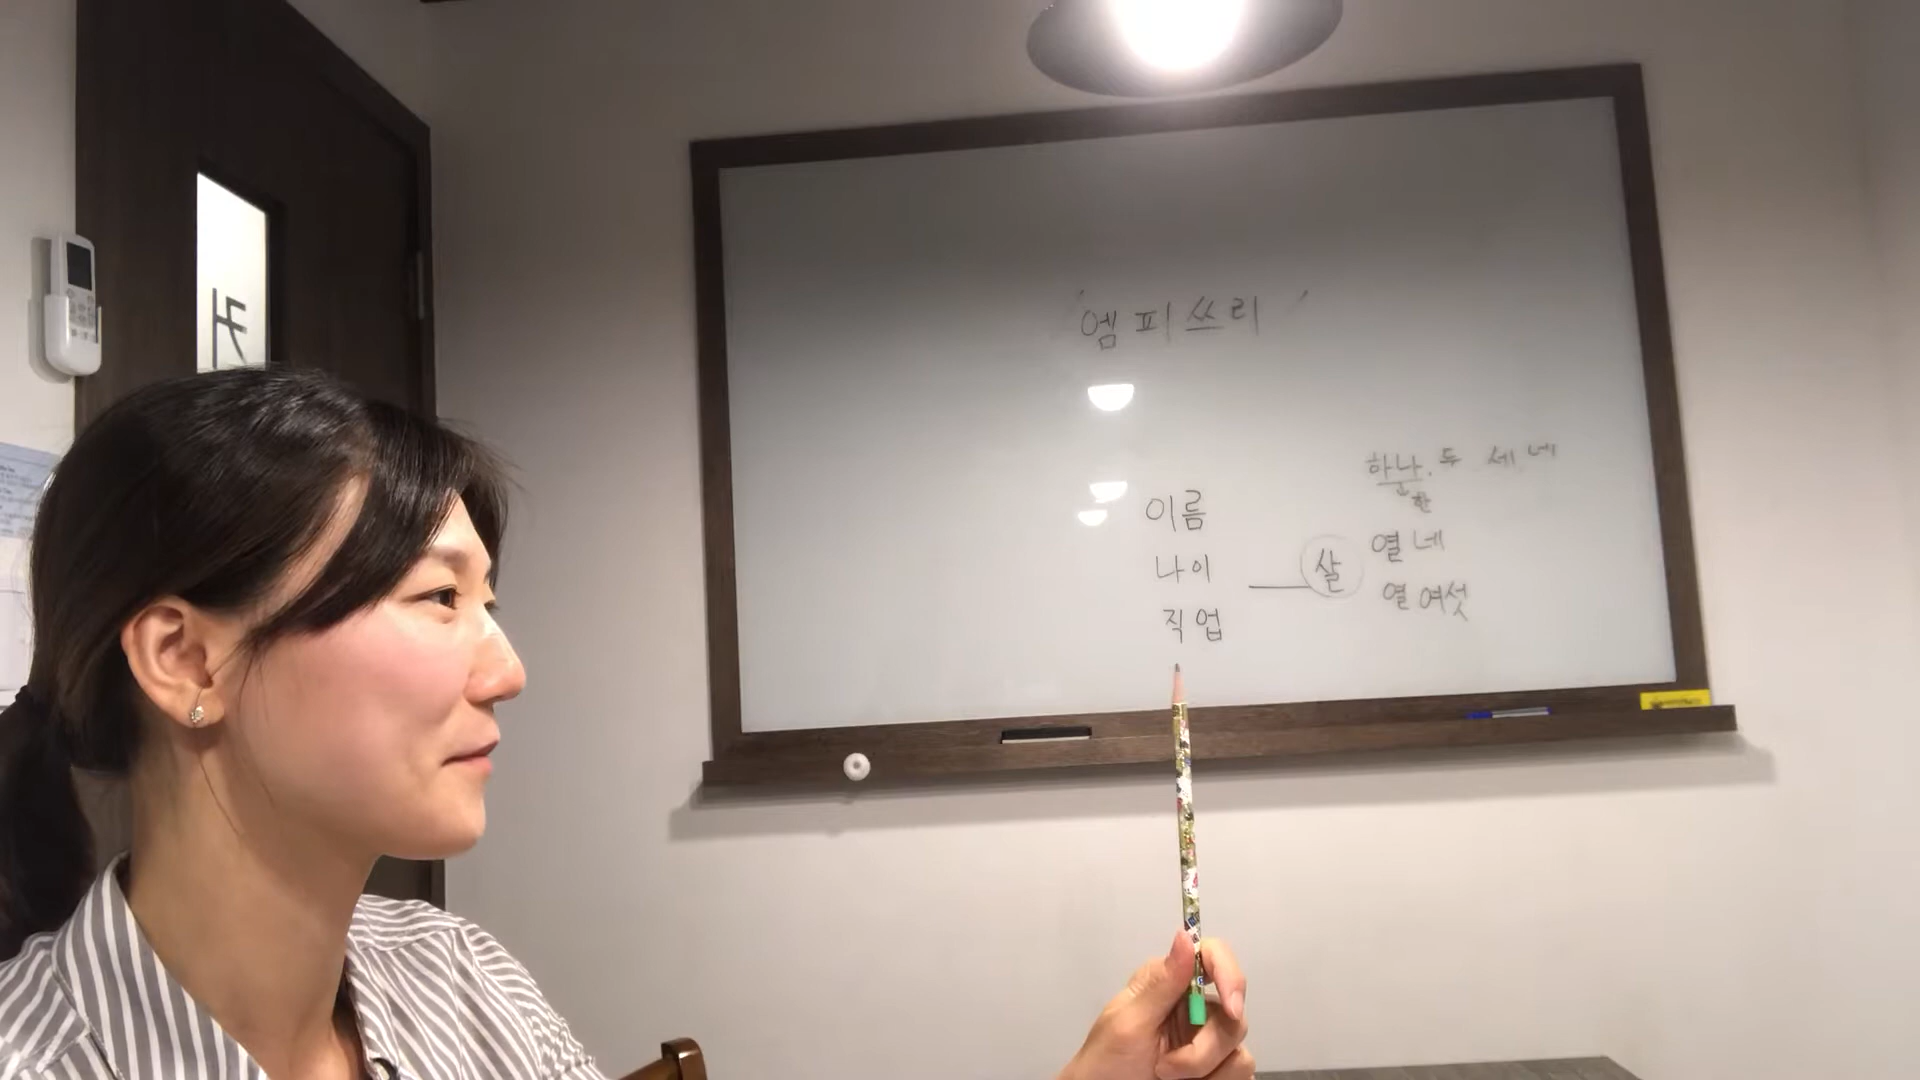 '엠피쓰리'
하나. 두 세 네
한
이름
나이 살 열네
직업 열여섯